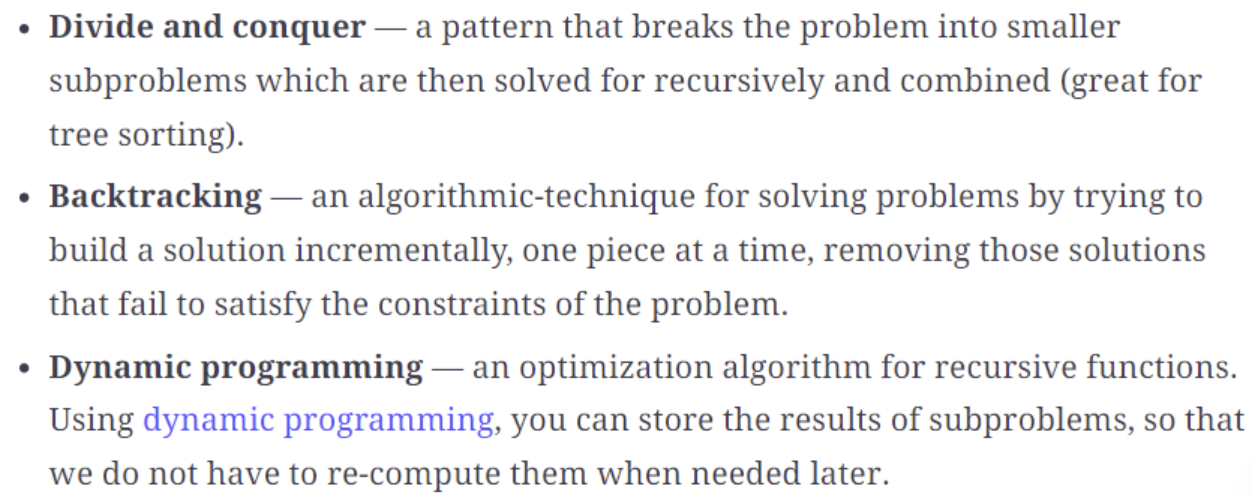 • Divide and conquer — a pattern that breaks the problem into smaller
subproblems which are then solved for recursively and combined (great for
tree sorting).
• Backtracking — an algorithmic-technique for solving problems by trying to
build a solution incrementally, one piece at a time, removing those solutions
that fail to satisfy the constraints of the problem.
• Dynamic programming — an optimization algorithm for recursive functions.
Using dynamic programming, you can store the results of subproblems, so that
we do not have to re-compute them when needed later.